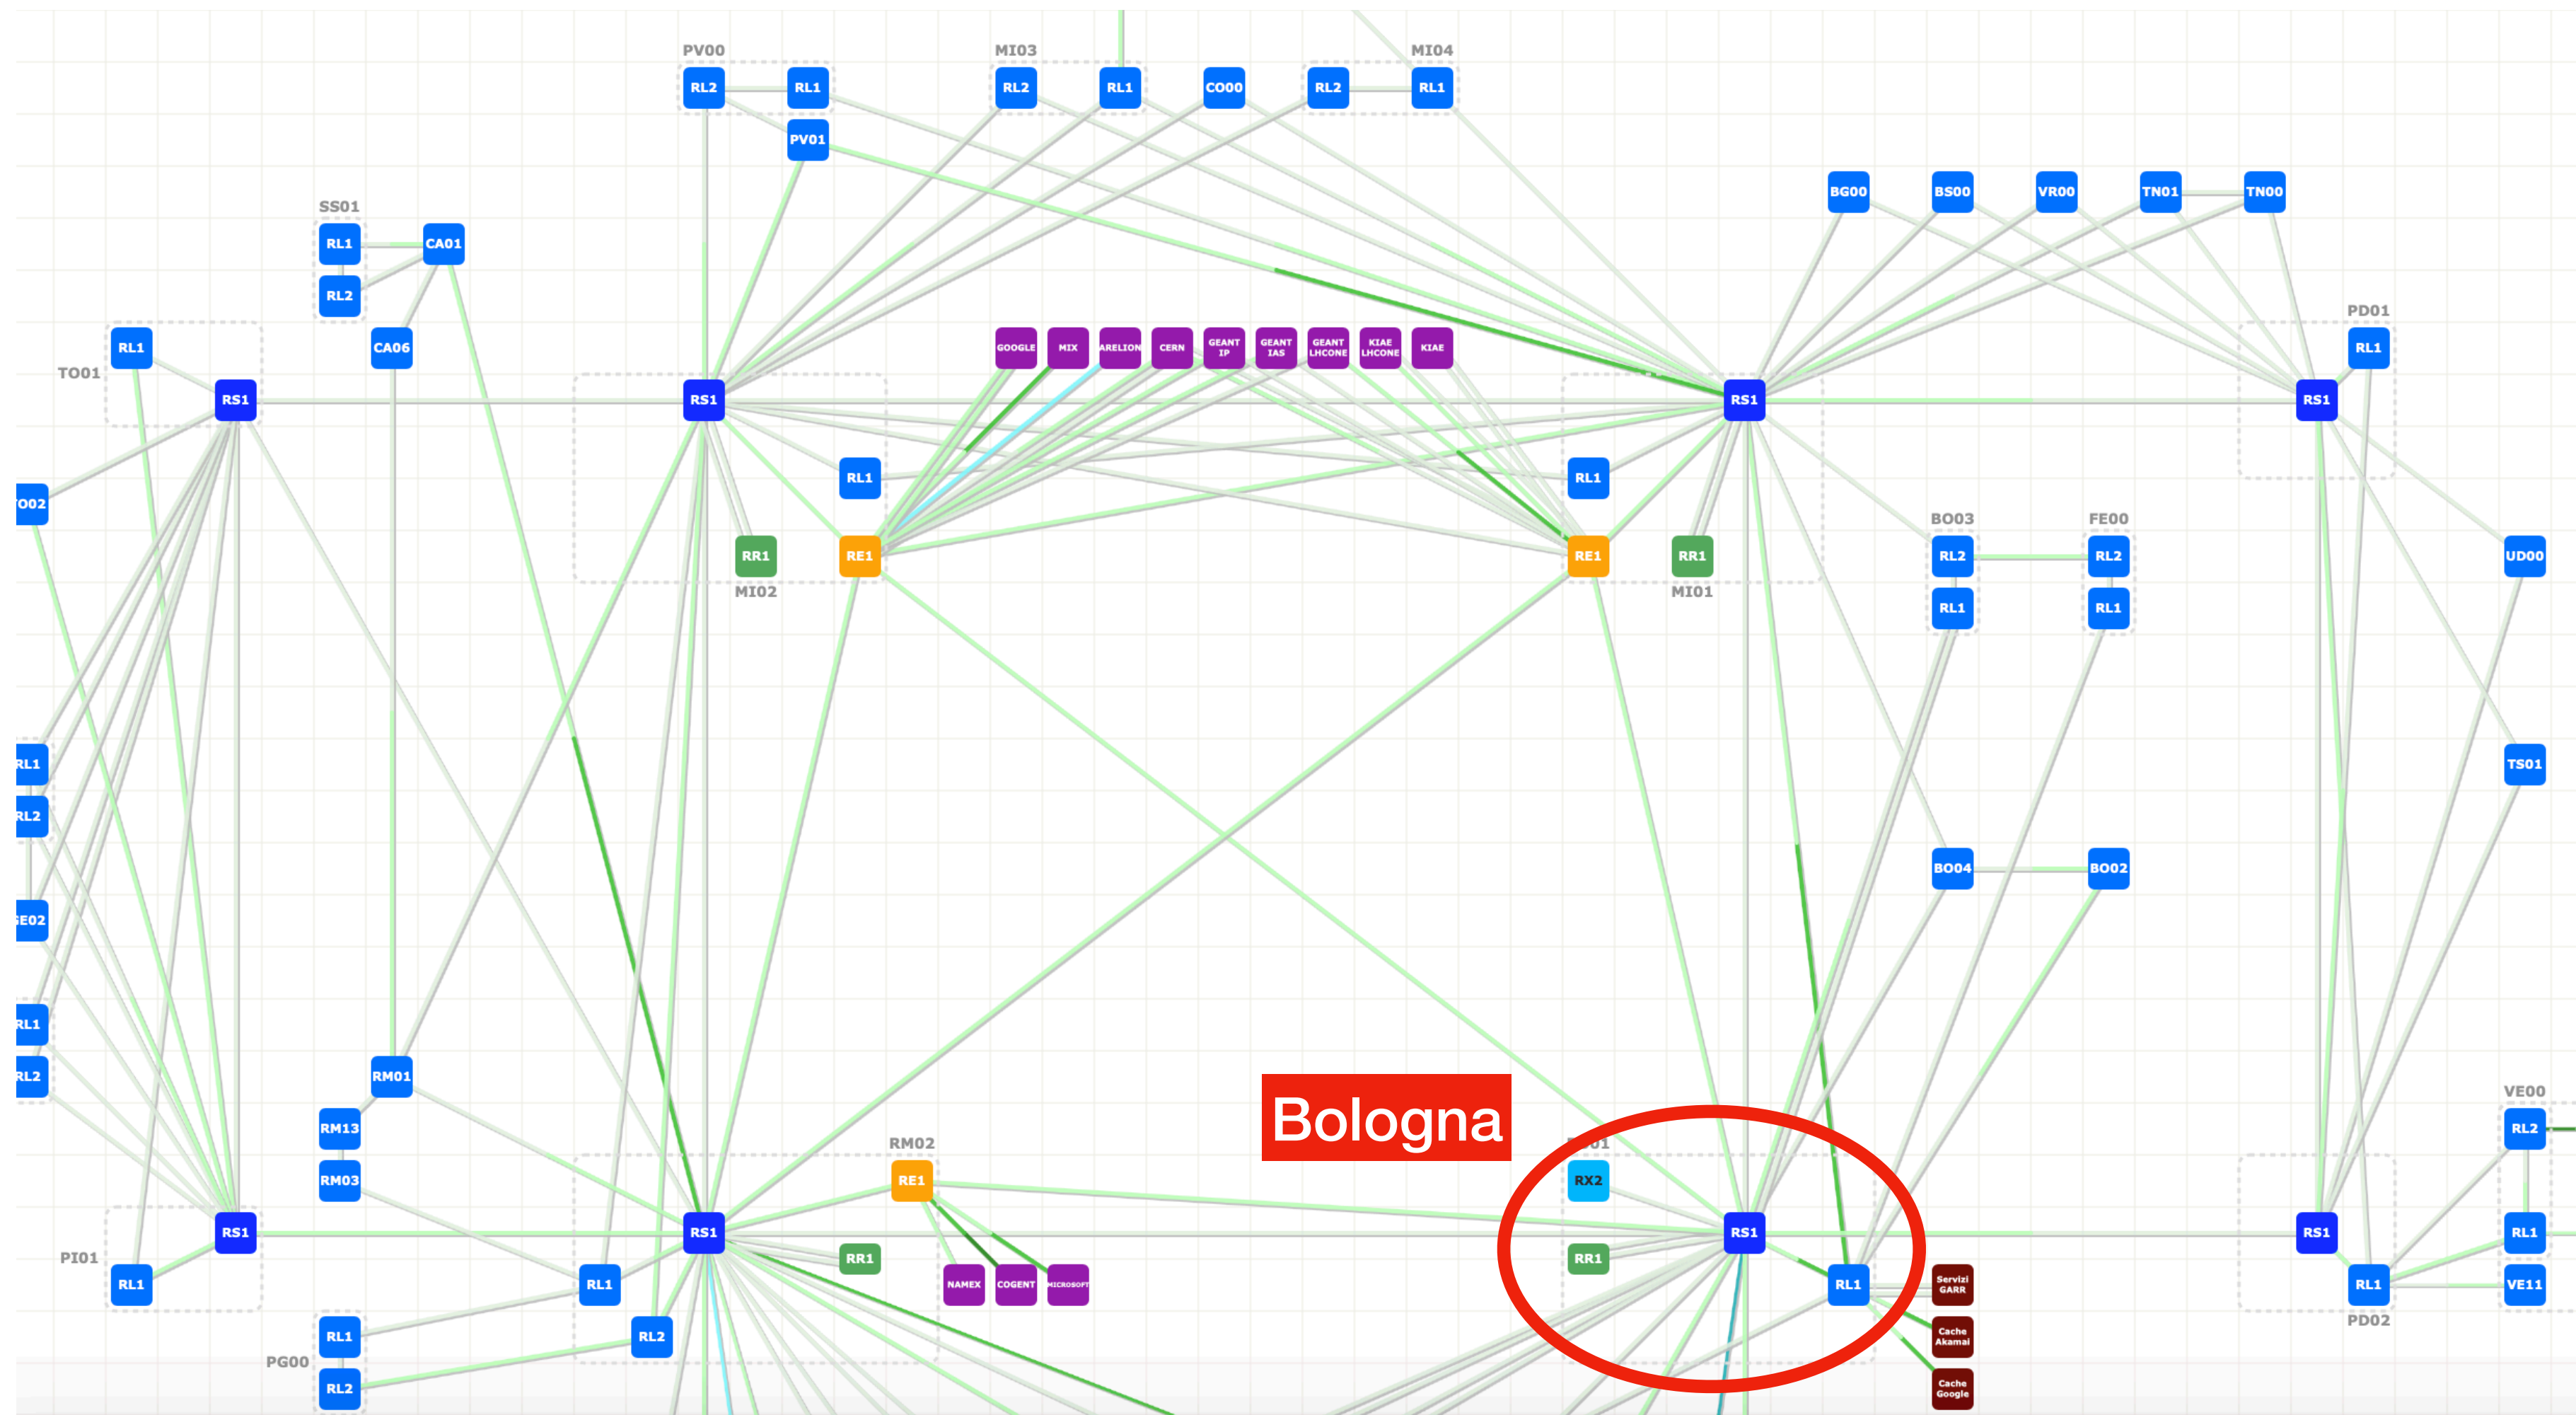 PV00
MI03
MI04
RL2
RL1
RL2
RL1
CO00
RL2
RL1
PV01
BG00
BS00
VR00
TN01
TN00
SS01
RL1
CA01
RL2
PD01
RL1
CA06
GOOGLE
MIX
ARELION
CERN
GEANT
IP
GEANT
IAS
GEANT
LHCONE
KIAE
LHCONE
KIAE
RL1
TO01
RS1
RS1
RS1
RS1
RL1
RL1
BO03
FE00
RR1
RE1
RE1
RR1
RL2
RL2
UD00
MI02
MI01
RL1
RL1
RL1
TS01
RL2
BO04
BO02
RL1
RL2
RM01
VE00
Bologna
RM13
RL2
RM02
RM03
RE1
RX2
RS1
RS1
RS1
RS1
RL1
PI01
RR1
RR1
RL1
RL1
NAMEX
COGENT
MICROSOFT
RL1
Servizi
GARR
RL1
VE11
PD02
RL1
RL2
Cache
Akamai
PG00
RL2
Cache
Google